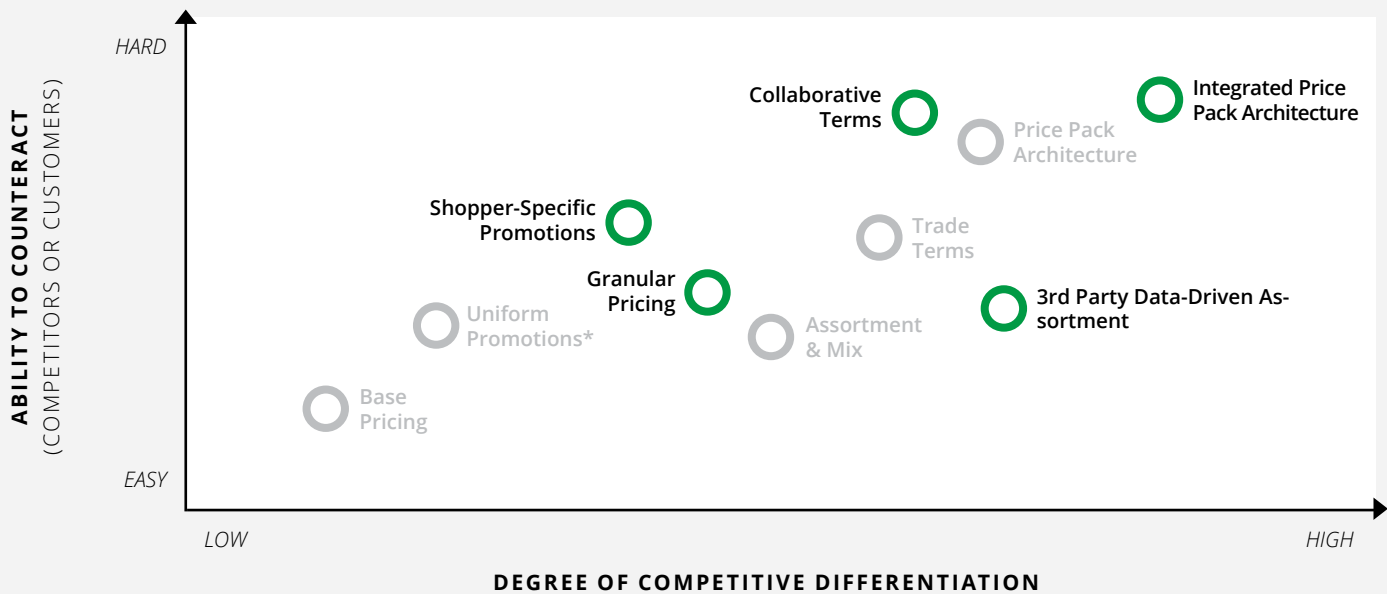 HARD
ABILITY TO COUNTERACT
(COMPETITORS OR CUSTOMERS)
Collaborative
Terms
Integrated Price
Pack Architecture
Price Pack
Architecture
Shopper-Specific
Promotions
Trade
Terms
Granular
Pricing
3rd Party Data-Driven As-
sortment
Uniform
Promotions*
Assortment
& Mix
Base
Pricing
EASY
LOW
HIGH
DEGREE OF COMPETITIVE DIFFERENTIATION